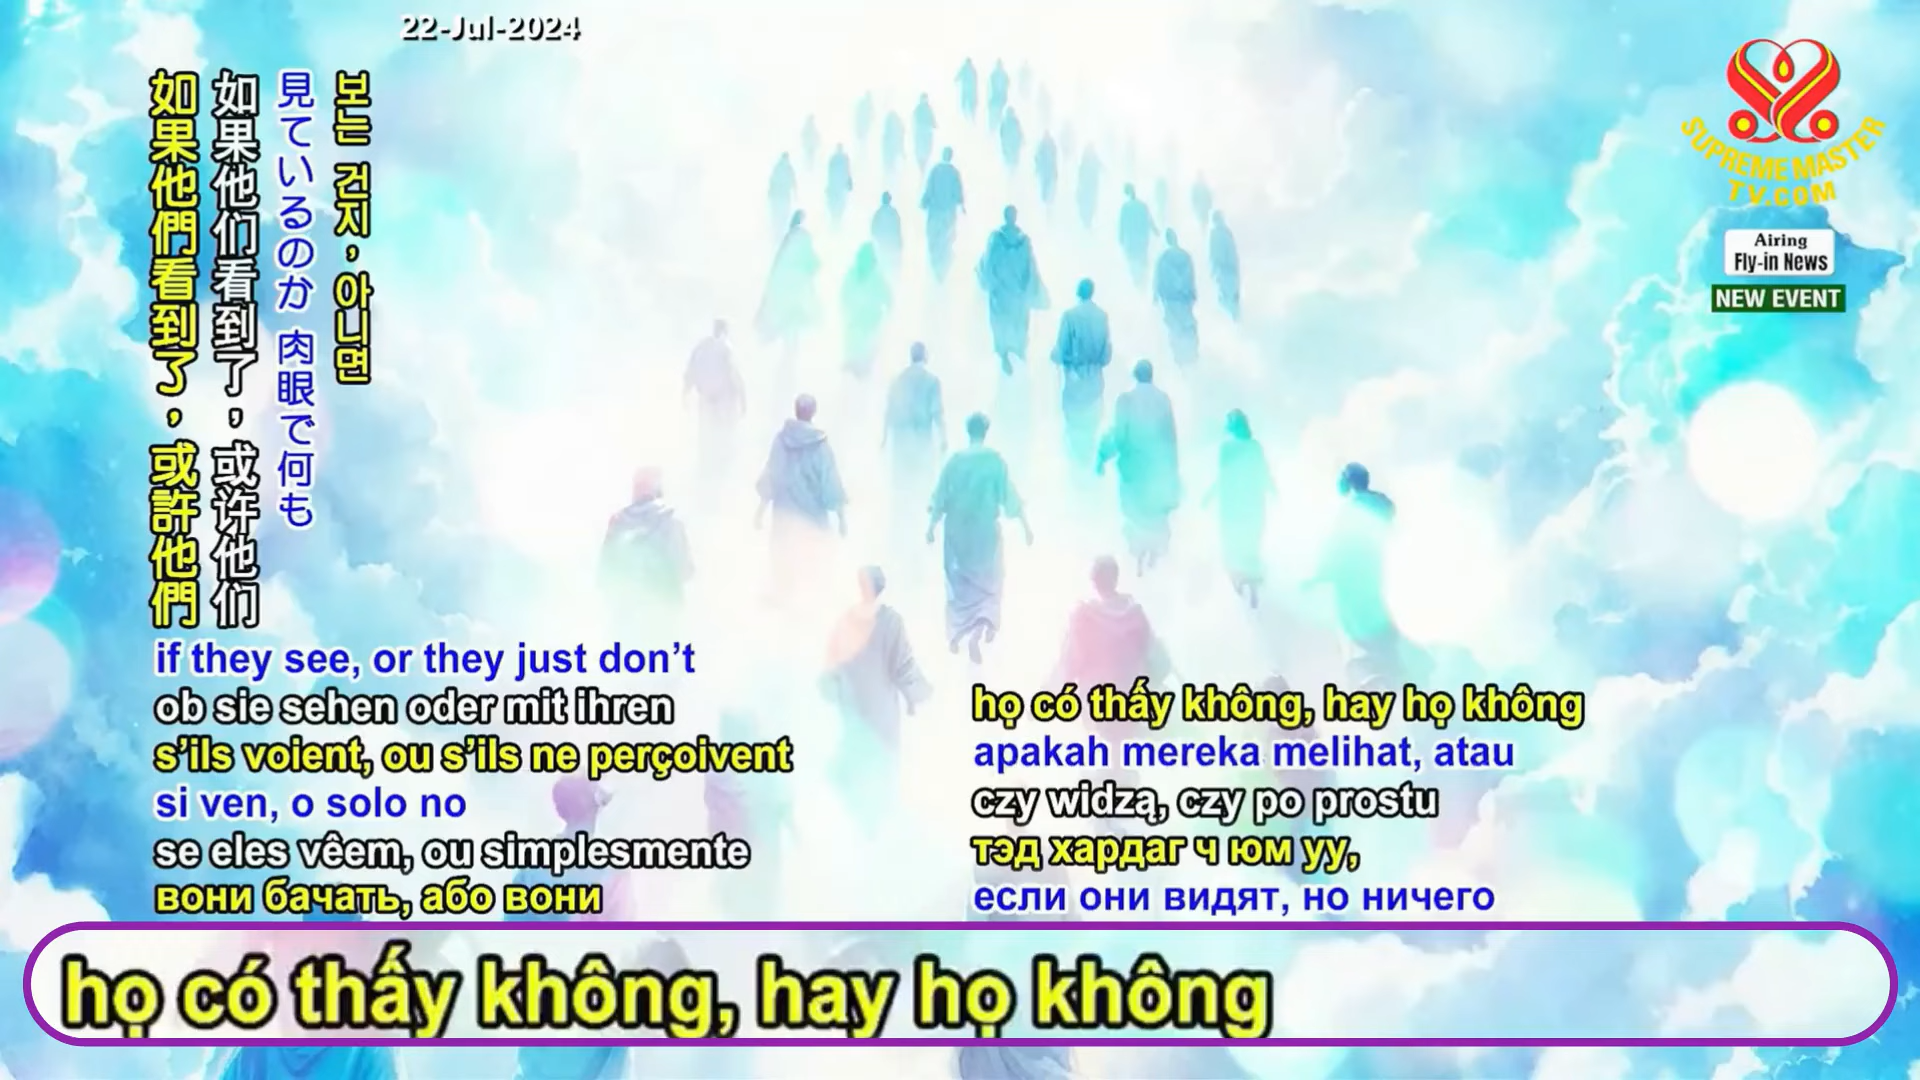 22-Jul-2024
SUPREME MASTER
TV.COM
Airing
Fly-in News
NEW EVENT
보는 건지, 아니면
見ているのか 肉眼で何も
如果他们看到了，或许他们
如果他們看到了，或許他們
if they see, or they just don’t
ob sie sehen oder mit ihren
s’ils voient, ou s’ils ne perçoivent
si ven, o solo no
se eles vêem, ou simplesmente
вони бачать, або вони
họ có thấy không, hay họ không
apakah mereka melihat, atau
czy widzą, czy po prostu
тэд хардаг ч юм уу,
если они видят, но ничего
họ có thấy không, hay họ không